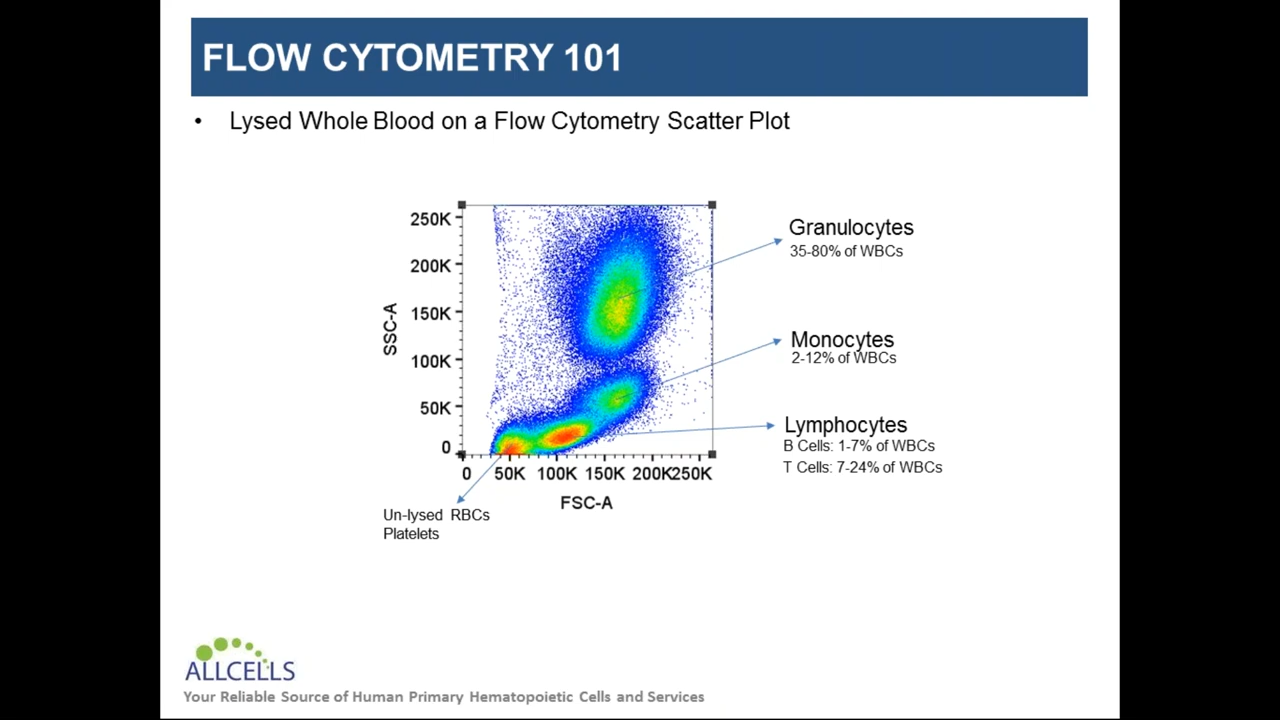 FLOW CYTOMETRY 101
• Lysed Whole Blood on a Flow Cytometry Scatter Plot
250K
200K
150K
100K
50K
0
SSC-A
0 50K 100K 150K 200K 250K
FSC-A
Granulocytes
35-80% of WBCs
Monocytes
2-12% of WBCs
Lymphocytes
B Cells: 1-7% of WBCs
T Cells: 7-24% of WBCs
Un-lysed RBCs
Platelets
ALLCELLS
Your Reliable Source of Human Primary Hematopoietic Cells and Services